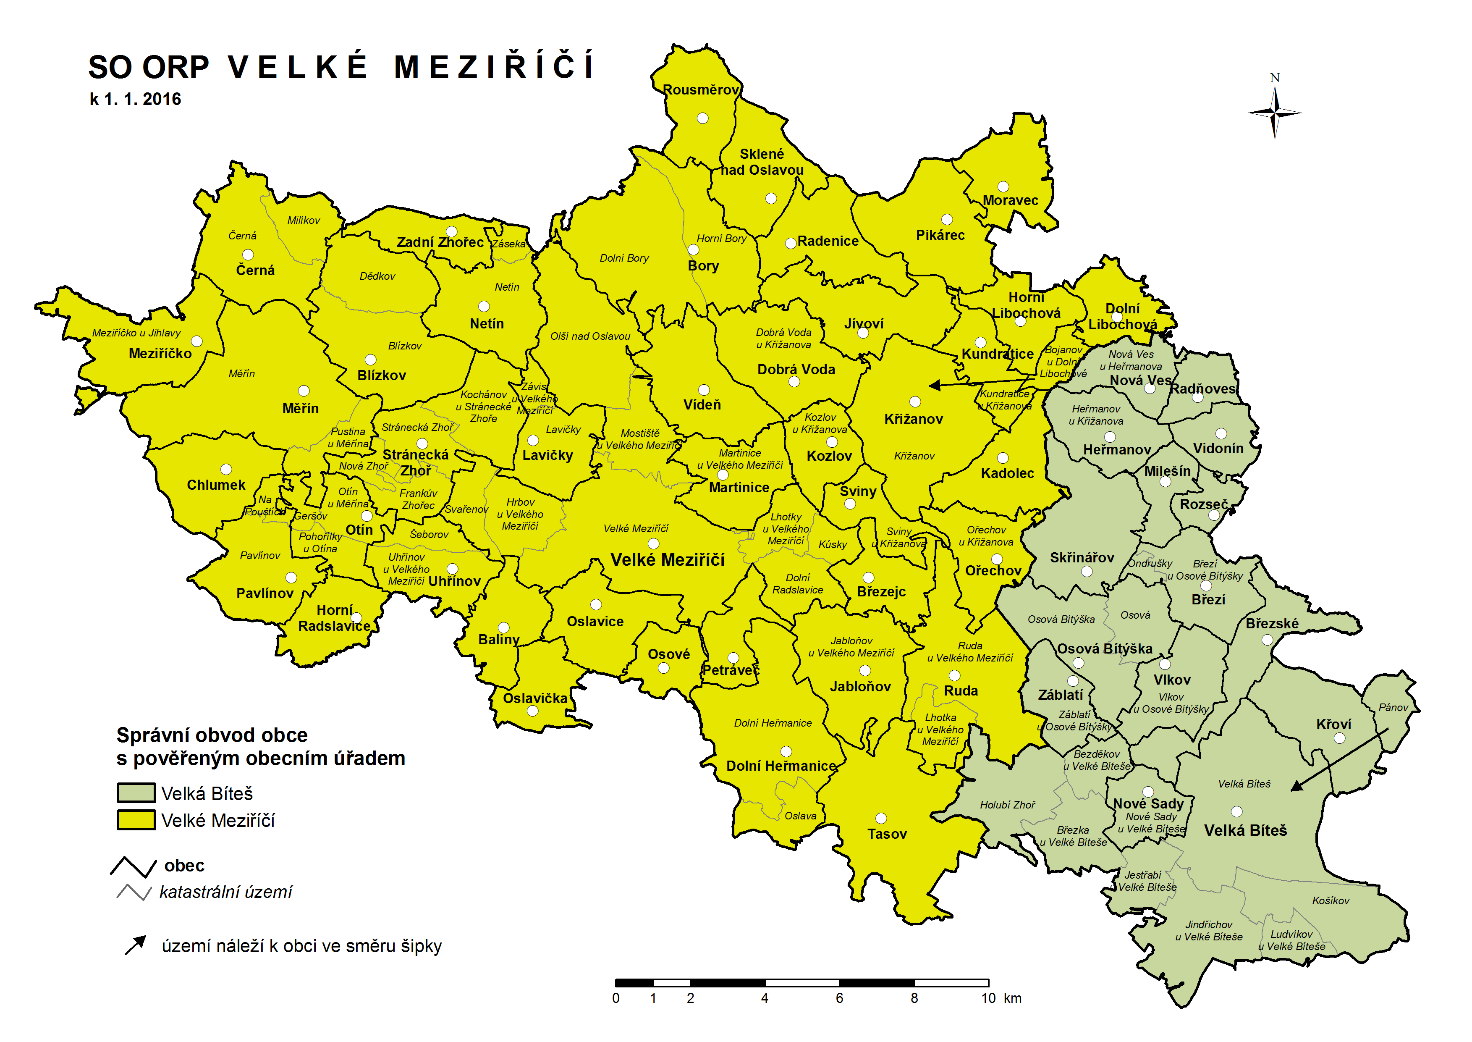 SO ORP VELKÉ MEZIŘÍČÍ
k 1. 1. 2016
N
Rousměrov
Sklené
nad Oslavou
Moravec
Pikárec
Radenice
Milíkov
Černá
Černá
Zadní Zhořec
Záseka
Horní Bory
Dolní Bory
Bory
Dědkov
Netín
Netín
Horní
Libochová
Dolní
Libochová
Meziříčko u Jihlavy
Meziříčko
Olší nad Oslavou
Dobrá Voda
u Křižanova
Dobrá Voda
Jívoví
Kundratice
Bojanov
u Dolní
Libochové
Nová Ves
u Heřmanova
Nová Ves
Radňoves
Blízkov
Blízkov
Měřín
Měřín
Kochánov
u Stránecké
Zhoře
Závist
u Velkého
Meziříčí
Vídeň
Křižanov
Křižanov
Kundratice
u Křižanova
Heřmanov
u Křižanova
Heřmanov
Vidonín
Pustina
u Měřína
Stránecká Zhoř
Stránecká
Zhoř
Lavičky
Lavičky
Mostiště
u Velkého Meziříčí
Kozlov
u Křižanova
Kozlov
Martinice
u Velkého Meziříčí
Martinice
Kadolec
Milešín
Rozseč
Chlumek
Nová Zhoř
Na
Pouštích
Geršov
Otín
u Měřína
Otín
Frankův
Zhořec
Svařenov
Hrbov
u Velkého
Meziříčí
Sviny
Sviny
u Křižanova
Lhotky
u Velkého
Meziříčí
Kúsky
Velké Meziříčí
Velké Meziříčí
Ořechov
u Křižanova
Ořechov
Skřinářov
Ondrušky
Březí
u Osové Bítýšky
Březí
Pavlínov
Pavlínov
Pohořílky
u Otína
Seborov
Uhřínov
u Velkého
Meziříčí
Uhřínov
Dolní
Radslavice
Březejc
Horní
Radslavice
Baliny
Oslavice
Osové
Petráveč
Oslavička
Jabloňov
u Velkého Meziříčí
Jabloňov
Ruda
u Velkého Meziříčí
Ruda
Osová Bítýška
Osová
Osová Bítýška
Březské
Záblatí
Záblatí
u Osové Bítýšky
Vlkov
Vlkov
u Osové Bítýšky
Křoví
Pánov
Lhotka
u Velkého
Meziříčí
Dolní Heřmanice
Dolní Heřmanice
Oslava
Tasov
Bezděkov
u Velké Bíteše
Holubí Zhoř
Březka
u Velké Bíteše
Nové Sady
Nové Sady
u Velké Bíteše
Velká Bíteš
Velká Bíteš
Jestřabí
u Velké Bíteše
Jindřichov
u Velké Bíteše
Ludvíkov
u Velké Bíteše
Košíkov
Správní obvod obce
s pověřeným obecním úřadem
Velká Bíteš
Velké Meziříčí
obec
katastrální území
území náleží k obci ve směru šipky
0 1 2 4 6 8 10 km